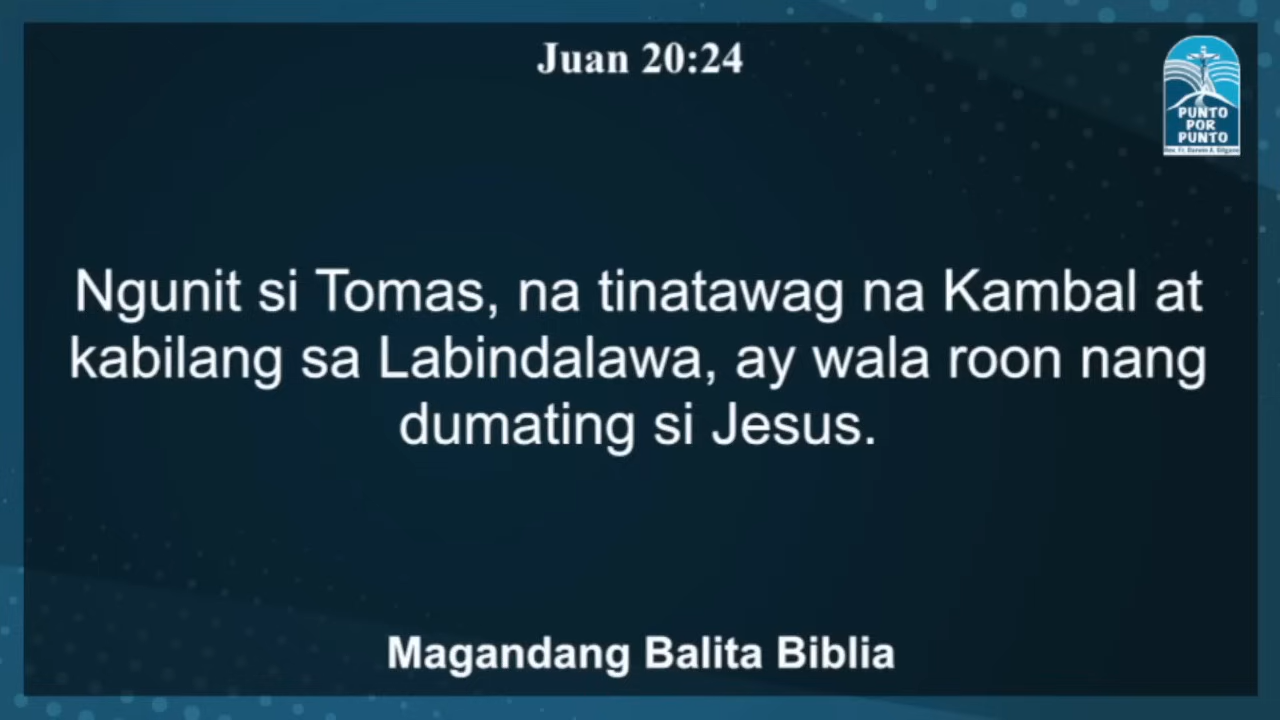 Juan 20:24
PUNTO
POR
PUNTO
Ngunit si Tomas, na tinatawag na Kambal at
kabilang sa Labindalawa, ay wala roon nang
dumating si Jesus.
Magandang Balita Biblia